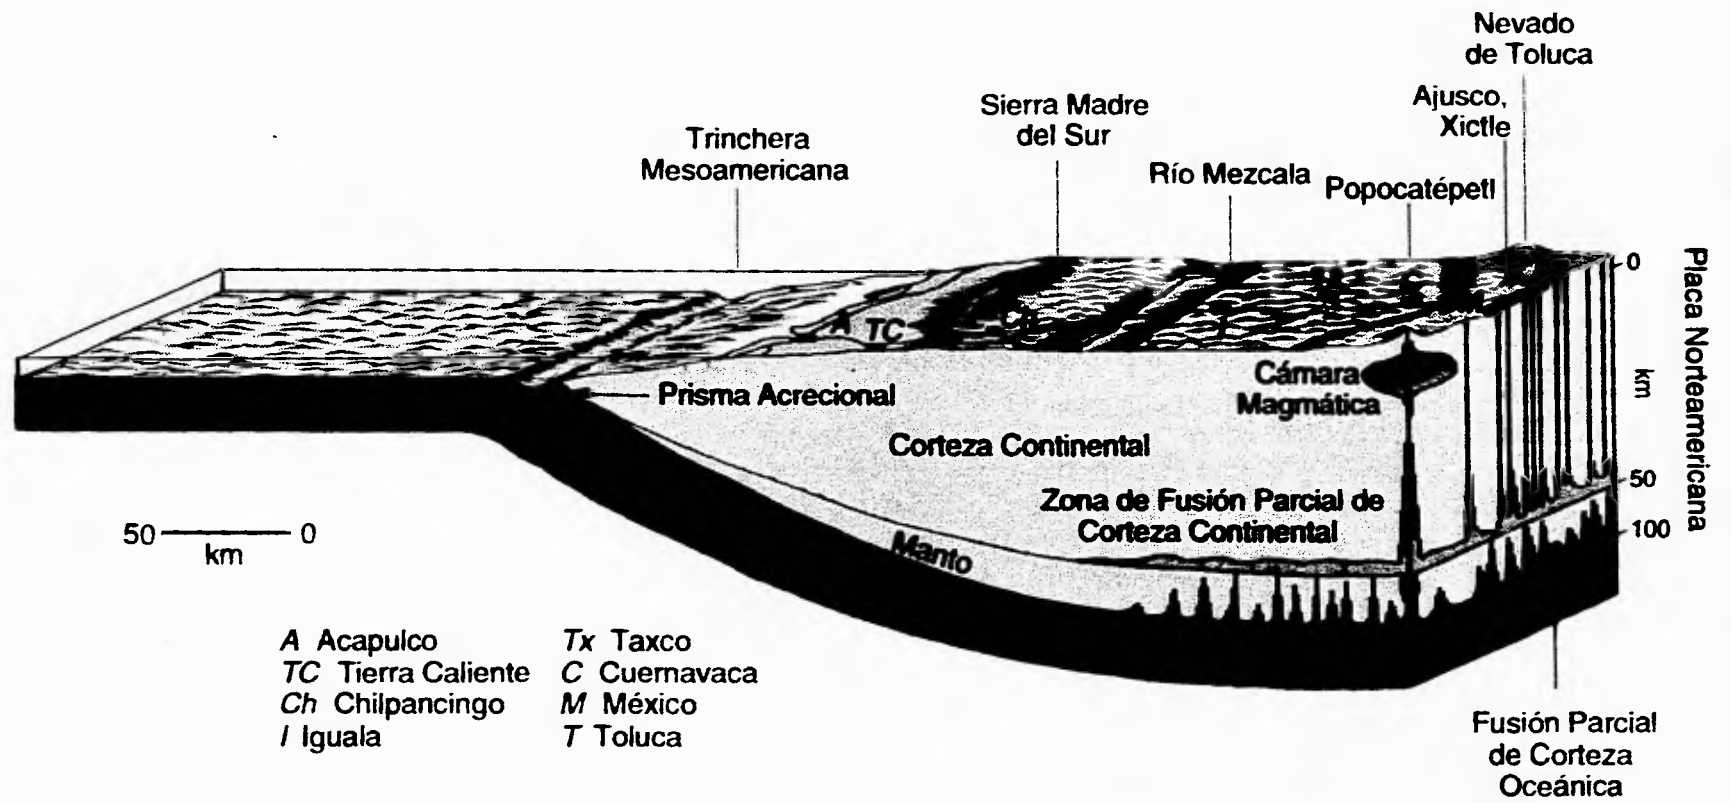 Nevado
de Toluca
Ajusco,
Xictle
Sierra Madre
del Sur
Trinchera
Mesoamericana
Río Mezcala
Popocatépetl
0
Placa Norteamericana
A
TC
Ch
Cámara
Magmática
km
Prisma Acrecional
Corteza Continental
50
Zona de Fusión Parcial de
Corteza Continental
100
50 0
km
Manto
A Acapulco
TC Tierra Caliente
Ch Chilpancingo
I Iguala
Tx Taxco
C Cuernavaca
M México
T Toluca
Fusión Parcial
de Corteza
Oceánica